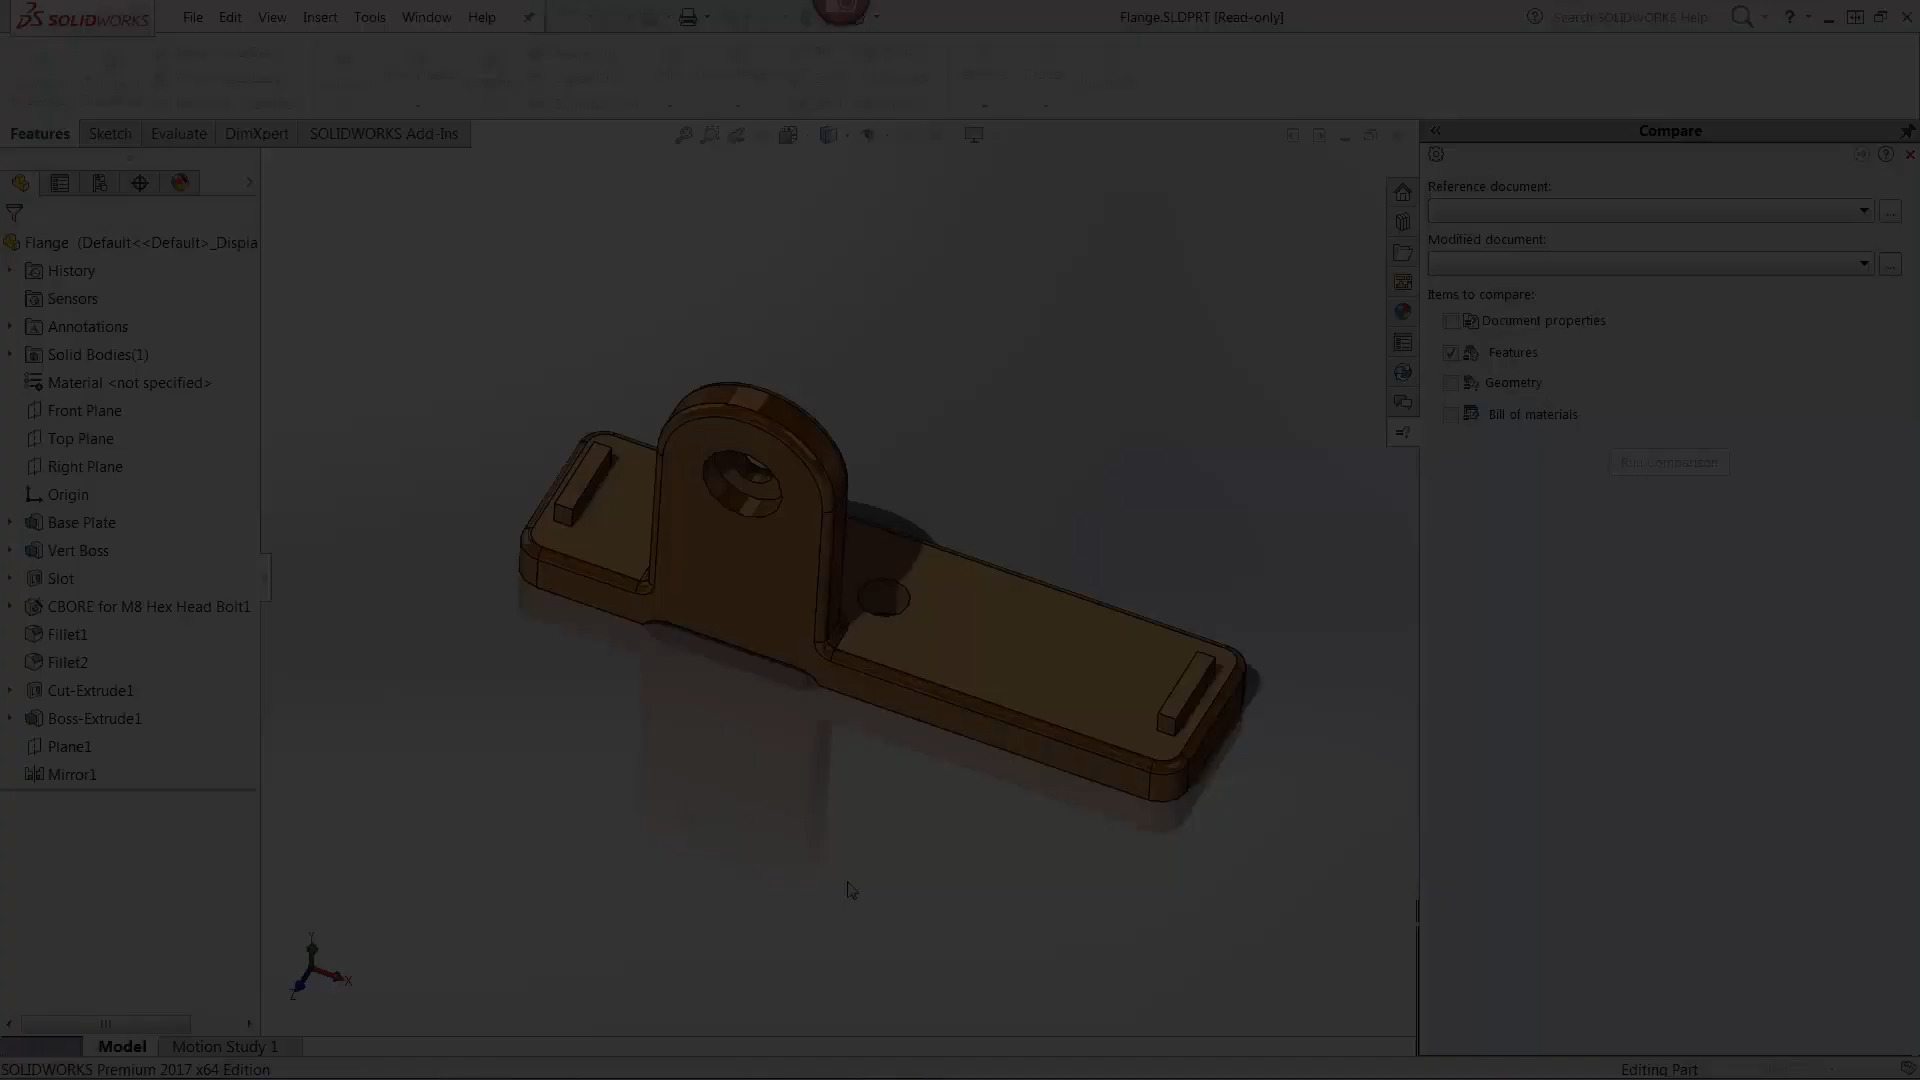 SOLIDWORKS File Edit View Insert Tools Window Help Flange.SLDPRT [Read-only] Search SOLIDWORKS Help
Features Sketch Evaluate DimXpert SOLIDWORKS Add-Ins
Flange (Default<<Default>_Displa
History
Sensors
Annotations
Solid Bodies(1)
Material <not specified>
Front Plane
Top Plane
Right Plane
Origin
Base Plate
Vert Boss
Slot
CBORE for M8 Hex Head Bolt1
Fillet1
Fillet2
Cut-Extrude1
Boss-Extrude1
Plane1
Mirror1
Y
X
Z
Compare
Reference document:
...
Modified document:
...
Items to compare:
Document properties
Features
Geometry
Bill of materials
Run Comparison
Model Motion Study 1
SOLIDWORKS Premium 2017 x64 Edition Editing Part